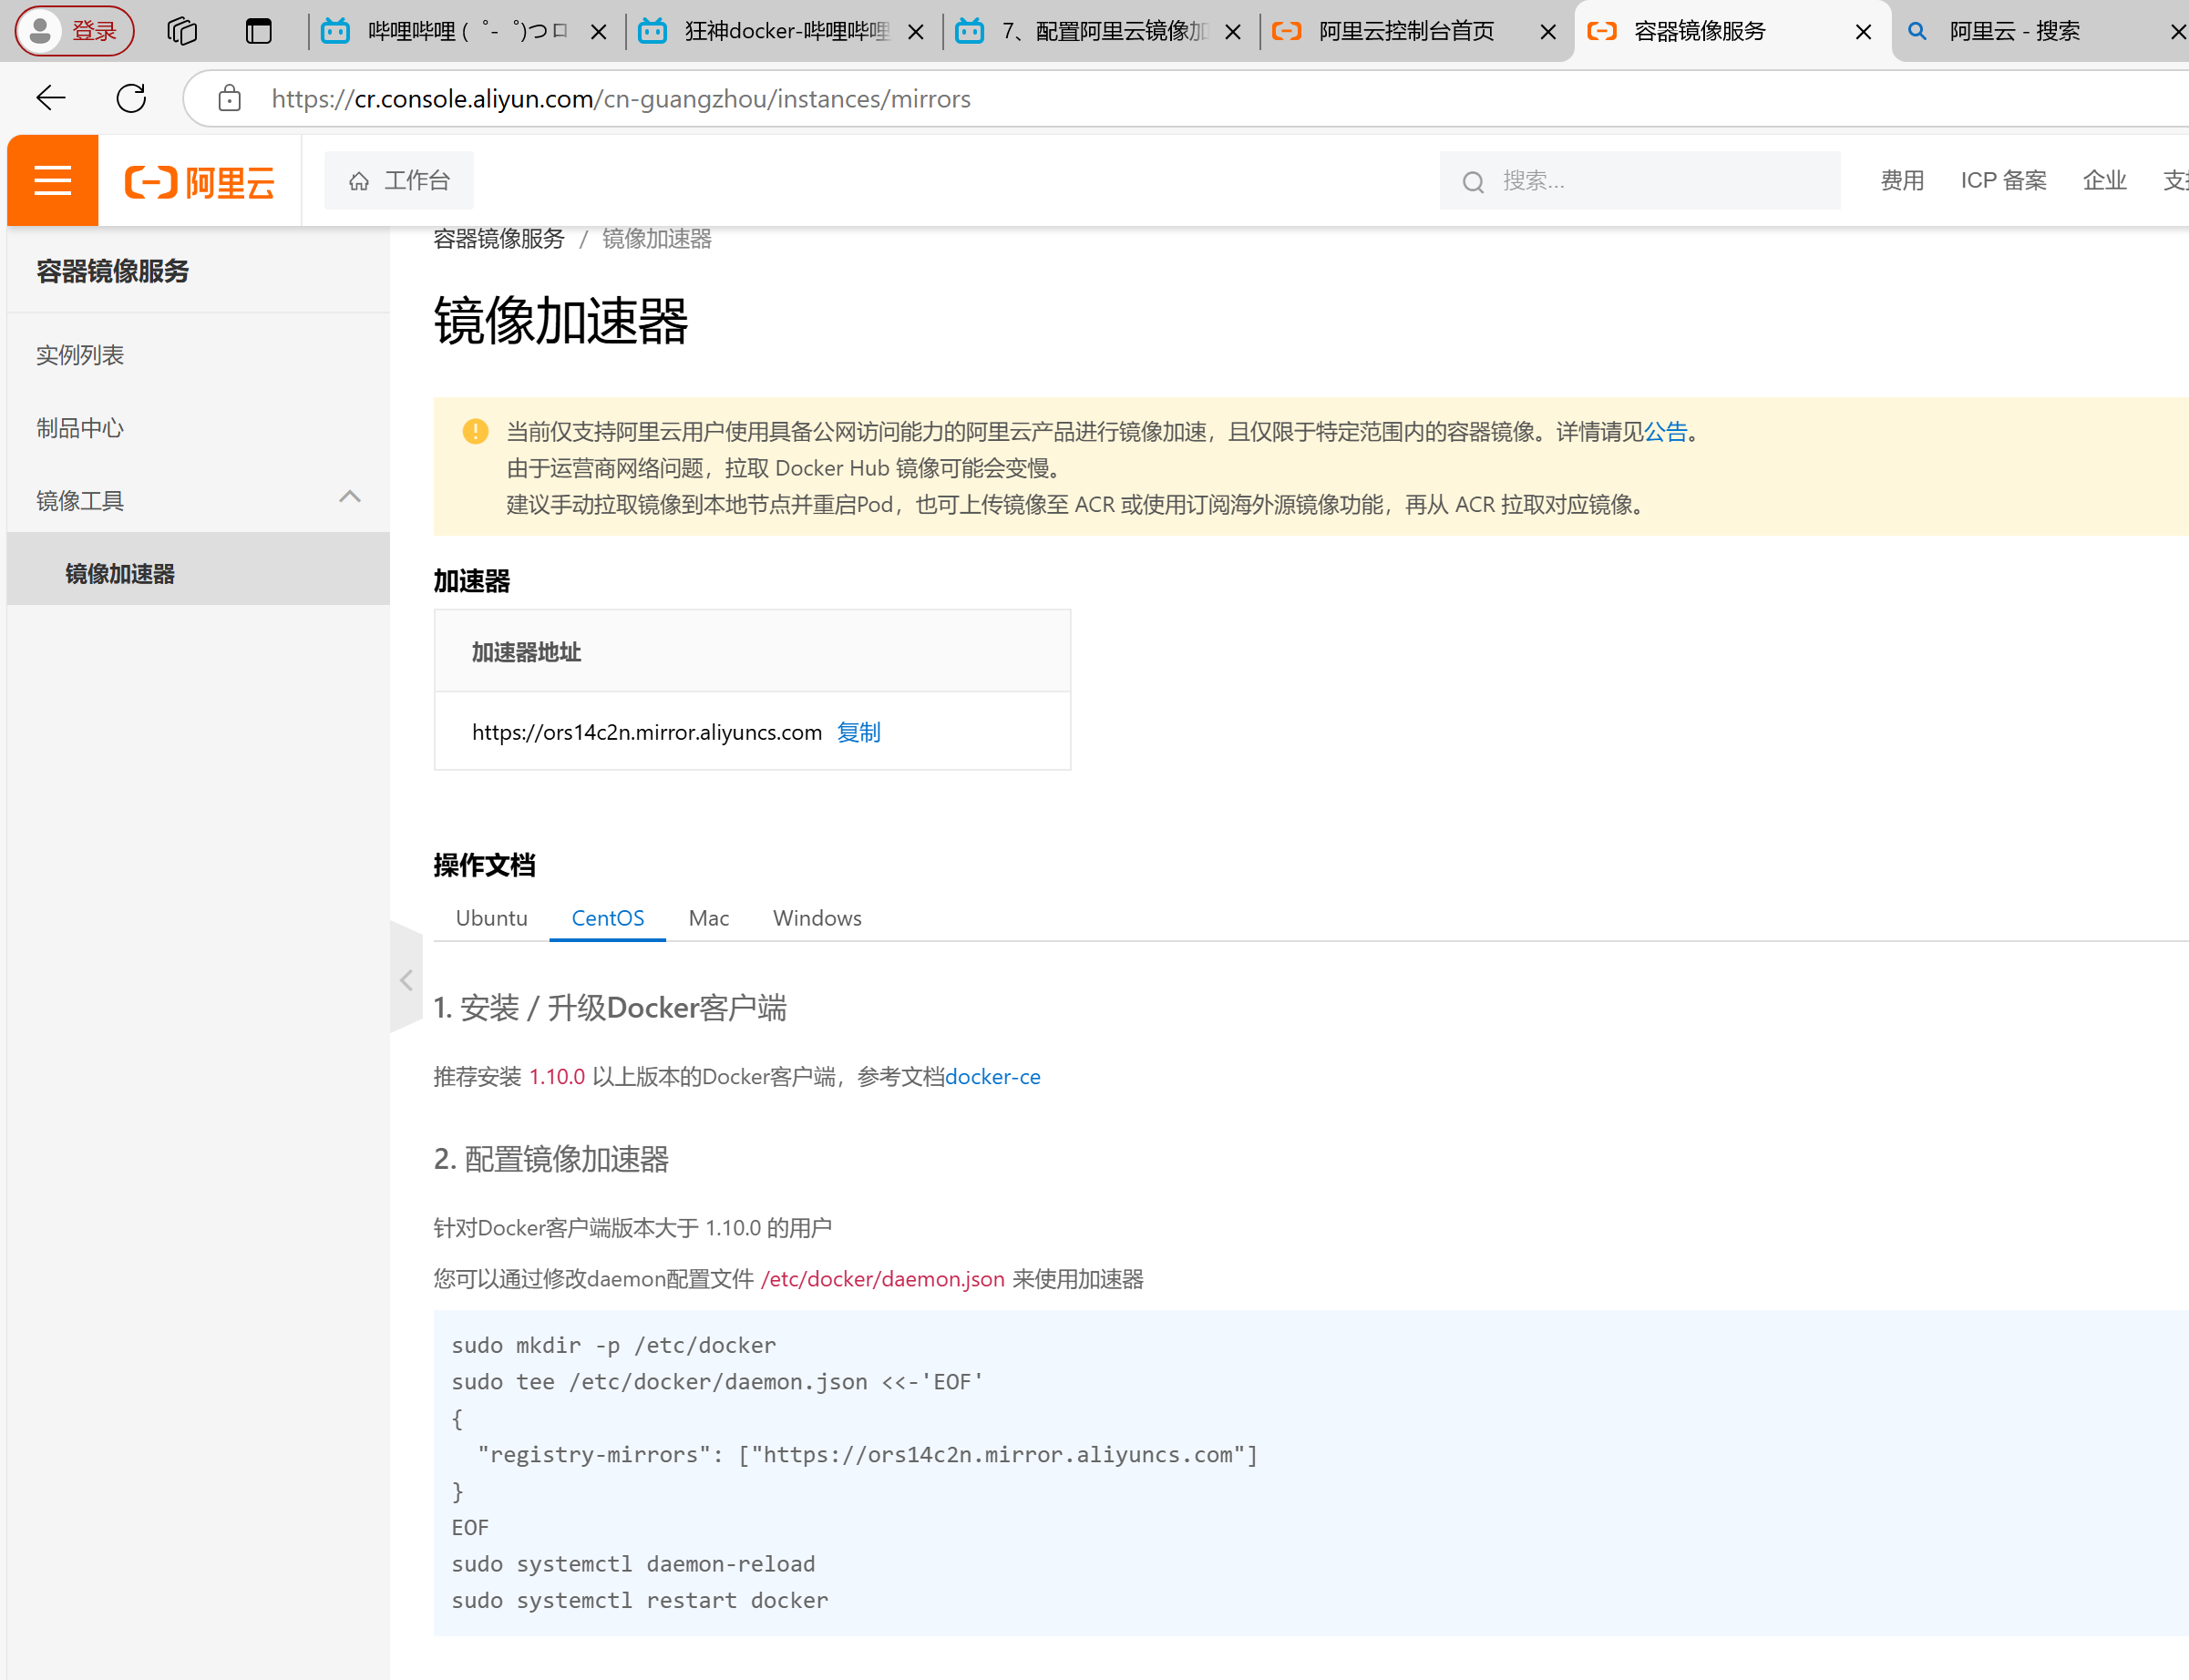 登录
哔哩哔哩 ( ゜- ゜)つロ
狂神docker-哔哩哔哩
7、配置阿里云镜像加
阿里云控制台首页
容器镜像服务
阿里云 - 搜索
https://cr.console.aliyun.com/cn-guangzhou/instances/mirrors
阿里云
工作台
搜索...
费用
ICP 备案
企业
支
容器镜像服务 / 镜像加速器
容器镜像服务
实例列表
制品中心
镜像工具
镜像加速器
镜像加速器
当前仅支持阿里云用户使用具备公网访问能力的阿里云产品进行镜像加速，且仅限于特定范围内的容器镜像。详情请见公告。
由于运营商网络问题，拉取 Docker Hub 镜像可能会变慢。
建议手动拉取镜像到本地节点并重启Pod，也可上传镜像至 ACR 或使用订阅海外源镜像功能，再从 ACR 拉取对应镜像。
加速器
加速器地址
https://ors14c2n.mirror.aliyuncs.com 复制
操作文档
Ubuntu CentOS Mac Windows
1. 安装 / 升级Docker客户端
推荐安装 1.10.0 以上版本的Docker客户端，参考文档docker-ce
2. 配置镜像加速器
针对Docker客户端版本大于 1.10.0 的用户
您可以通过修改daemon配置文件 /etc/docker/daemon.json 来使用加速器
sudo mkdir -p /etc/docker
sudo tee /etc/docker/daemon.json <<-'EOF'
{
  "registry-mirrors": ["https://ors14c2n.mirror.aliyuncs.com"]
}
EOF
sudo systemctl daemon-reload
sudo systemctl restart docker